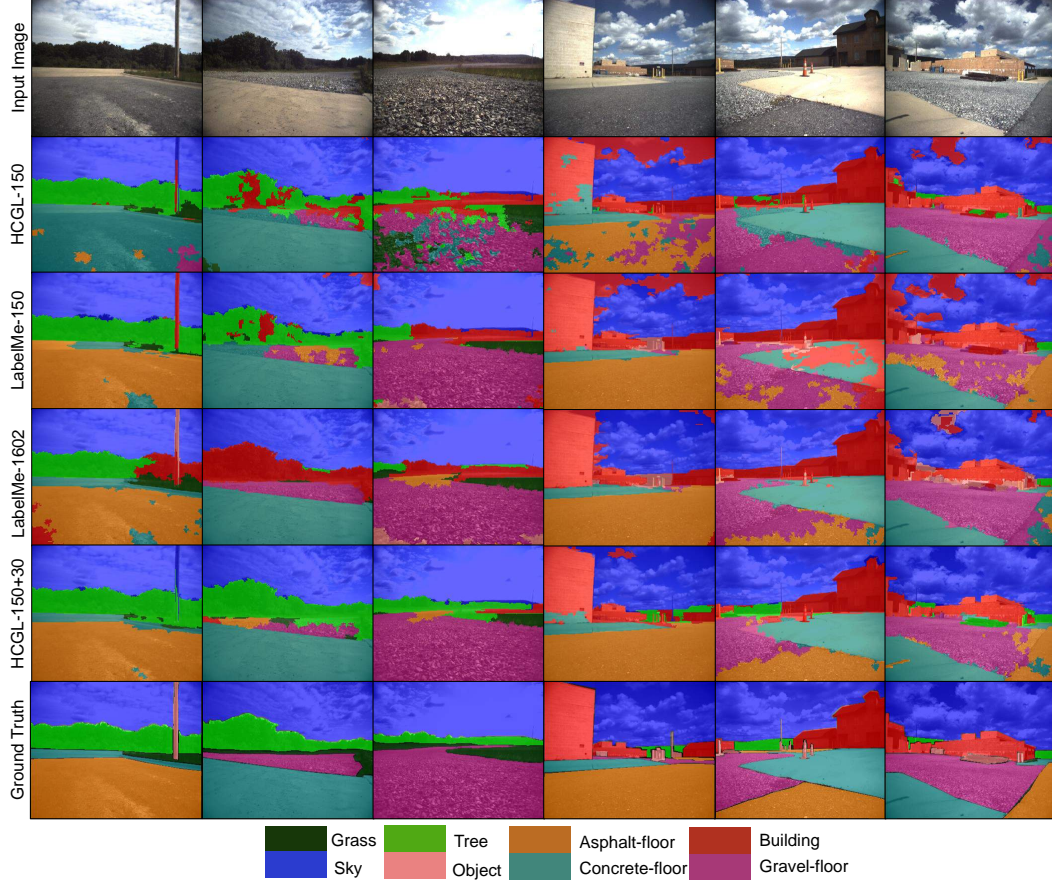 Input Image
HCGL-150
LabelMe-150
LabelMe-1602
HCGL-150+30
Ground Truth
Grass
Tree
Asphalt-floor
Building
Sky
Object
Concrete-floor
Gravel-floor